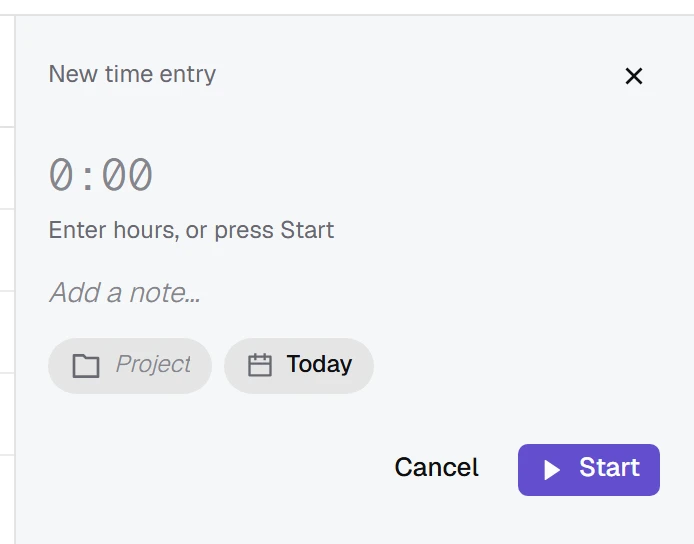 New time entry
0:00
Enter hours, or press Start
Add a note...
Project
Today
Cancel
Start